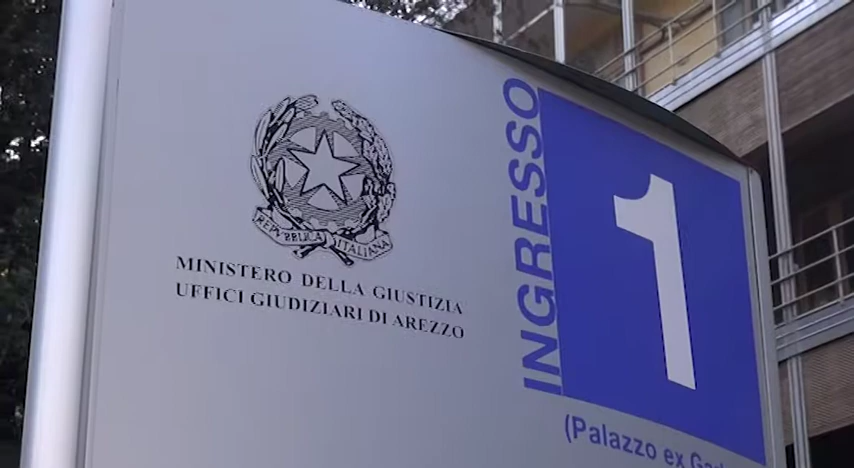 REPVBBLICA ITALIANA
MINISTERO DELLA GIUSTIZIA
UFFICI GIUDIZIARI DI AREZZO
INGRESSO
1
(Palazzo ex